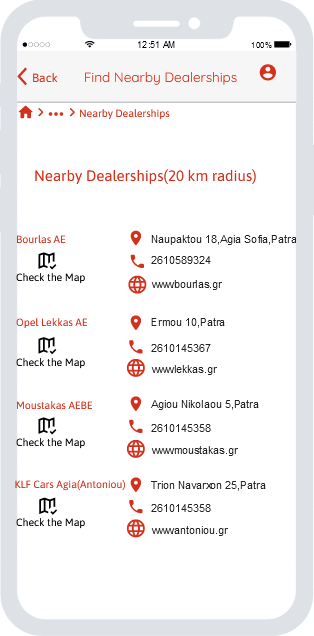 12:51 AM 100%
Back Find Nearby Dealerships
Nearby Dealerships
Nearby Dealerships(20 km radius)
Bourlas AE Naupaktou 18,Agia Sofia,Patra
2610589324
Check the Map wwwbourlas.gr
Opel Lekkas AE Ermou 10,Patra
2610145367
Check the Map wwwlekkas.gr
Moustakas AEBE Agiou Nikolaou 5,Patra
2610145358
Check the Map wwwmoustakas.gr
KLF Cars Agia(Antoniou) Trion Navarxon 25,Patra
2610145358
Check the Map wwwantoniou.gr